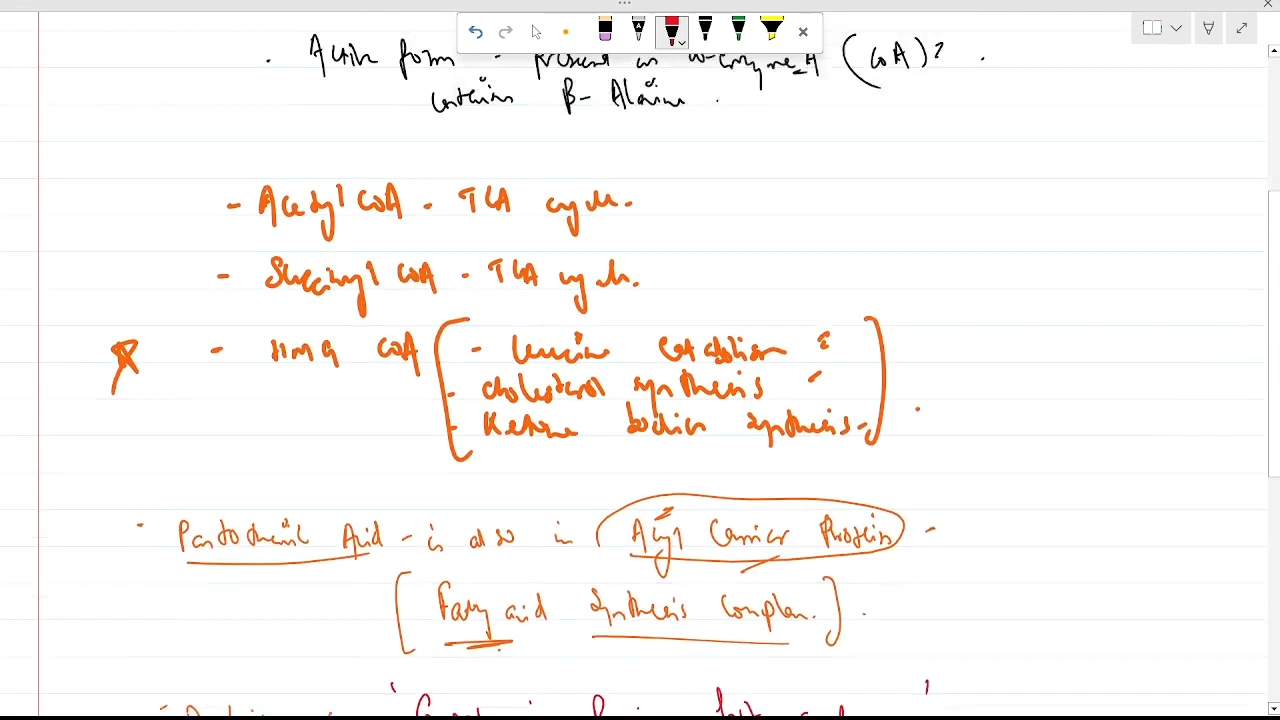 . Active form - present in co-enzyme-A (CoA)?
contains β- Alanine .
- Acetyl CoA - TCA cycle.
- Succinyl CoA - TCA cycle.
- HMG CoA [ - leucine catabolism
- cholesterol synthesis
- Ketone bodies synthesis ]
Pantothenic Acid - is also in (Acyl Carrier Protein) -
[ Fatty acid synthesis complex. ]